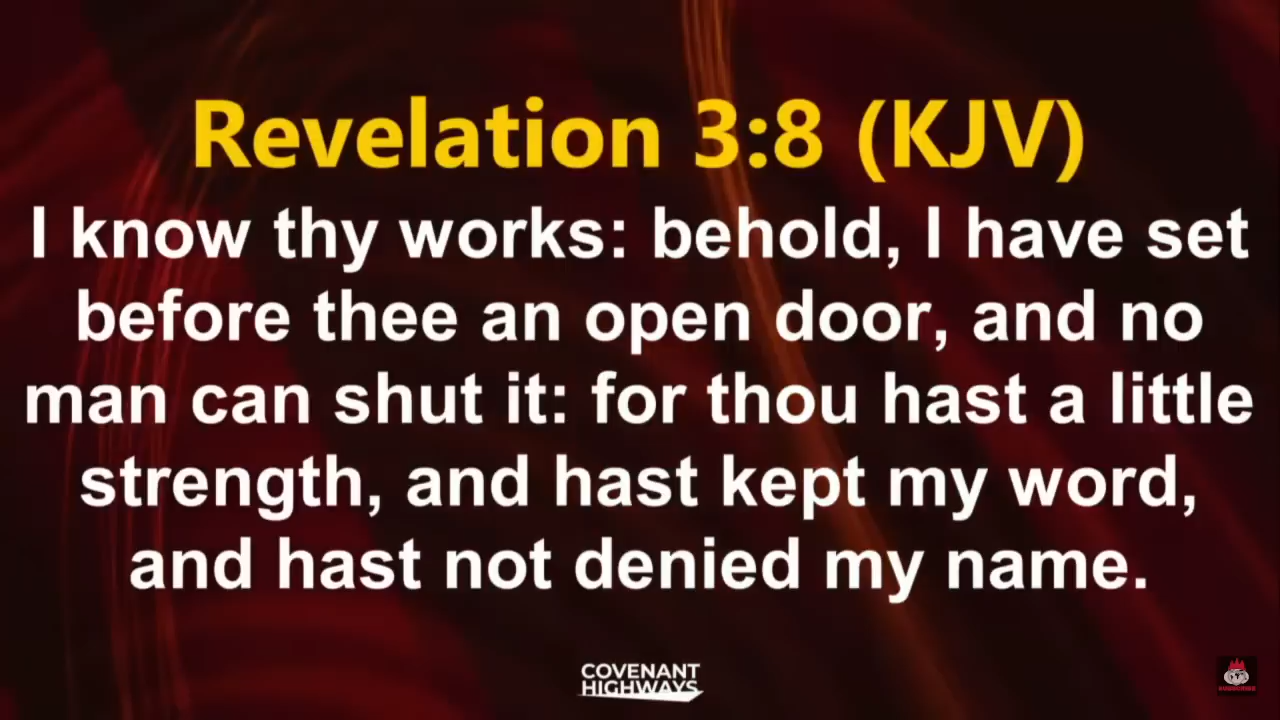 Revelation 3:8 (KJV)
I know thy works: behold, I have set
before thee an open door, and no
man can shut it: for thou hast a little
strength, and hast kept my word,
and hast not denied my name.
COVENANT
HIGHWAYS